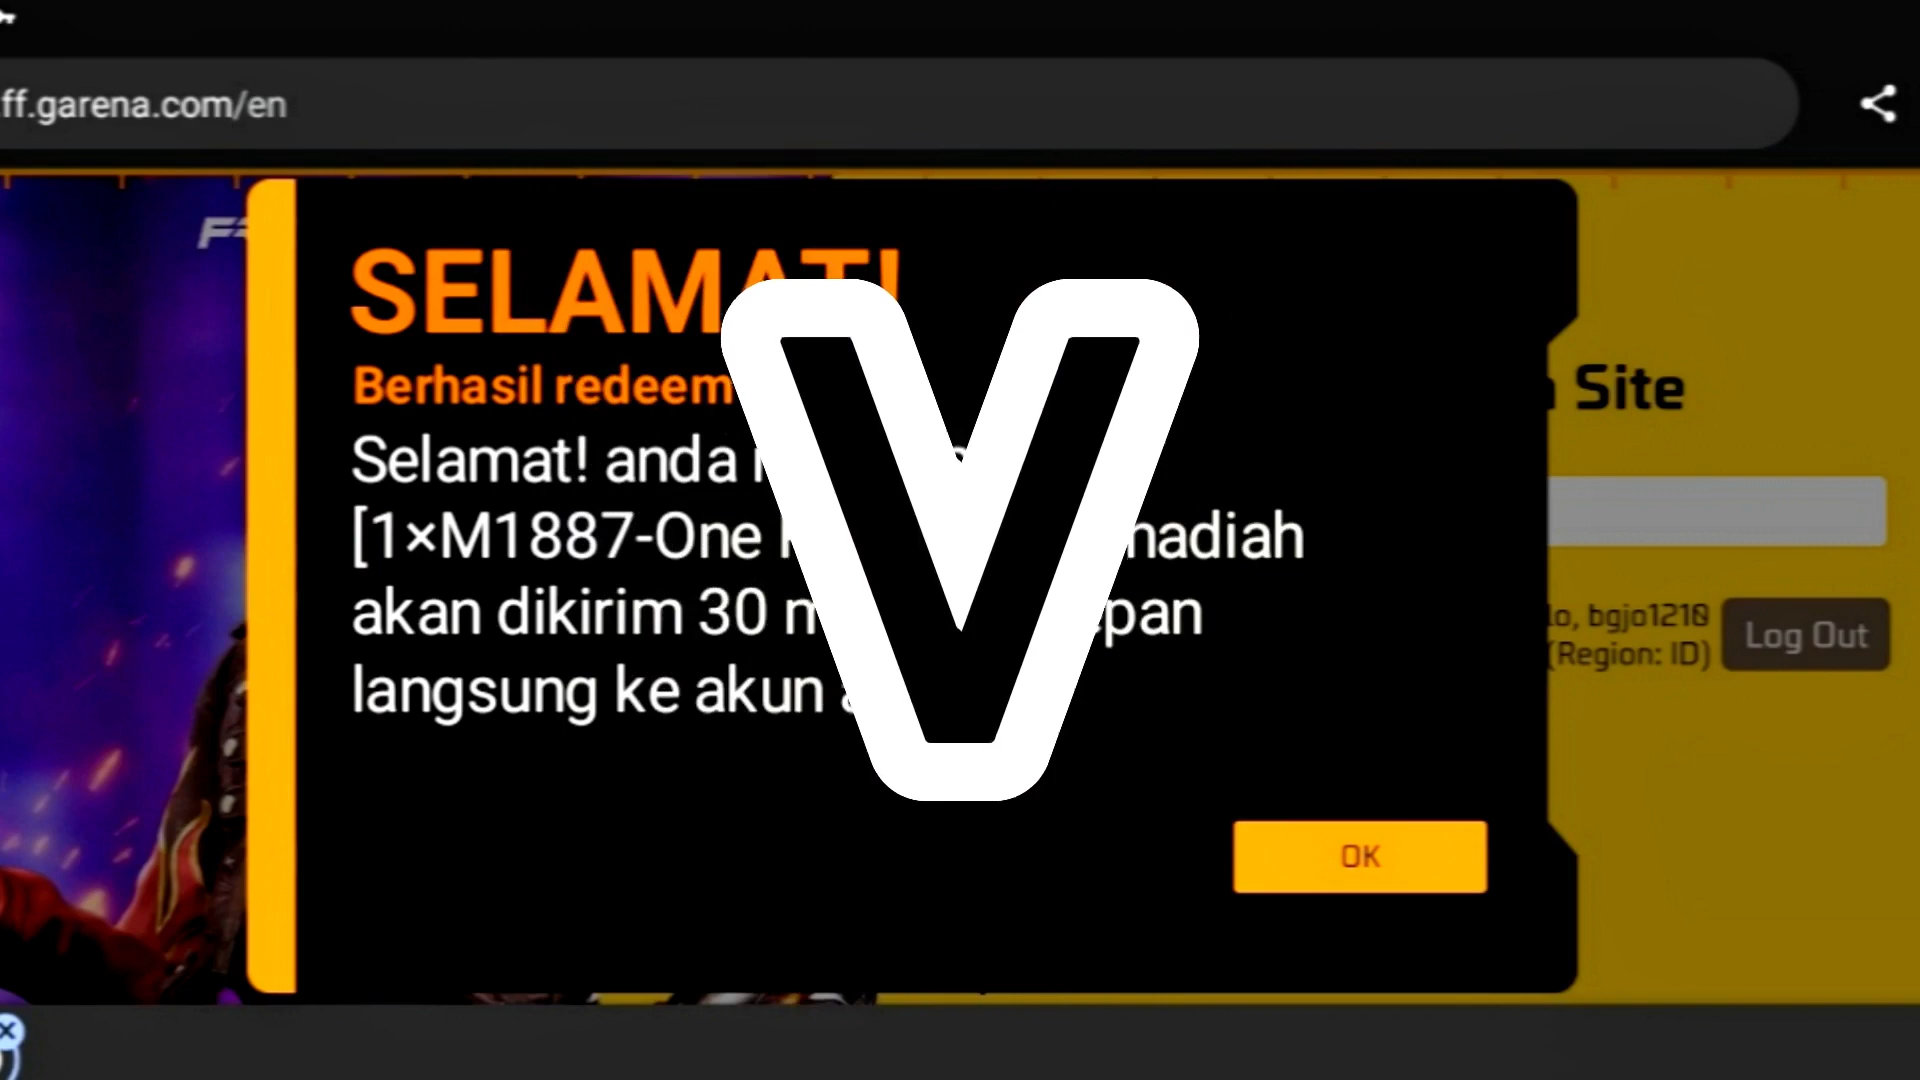 ff.garena.com/en
SELAMAT!
Berhasil redeem
Selamat! anda
[1×M1887-One hadiah
akan dikirim 30
langsung ke akun
V
Site
bgjo1210
(Region: ID)
Log Out
OK